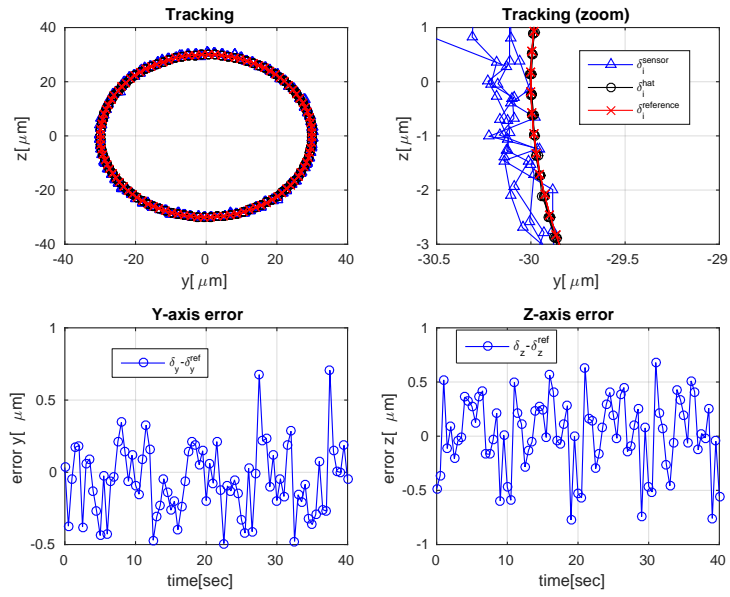 Tracking
40
20
0
-20
-40
-40
-20
0
20
40
z[ μm]
y[ μm]
Tracking (zoom)
1
0
-1
-2
-3
-30.5
-30
-29.5
-29
z[ μm]
y[ μm]
δ_i^sensor
δ_i^hat
δ_i^reference
Y-axis error
1
0.5
0
-0.5
0
10
20
30
40
error y[ μm]
time[sec]
δ_y-δ_y^ref
Z-axis error
1
0.5
0
-0.5
-1
0
10
20
30
40
error z[ μm]
time[sec]
δ_z-δ_z^ref